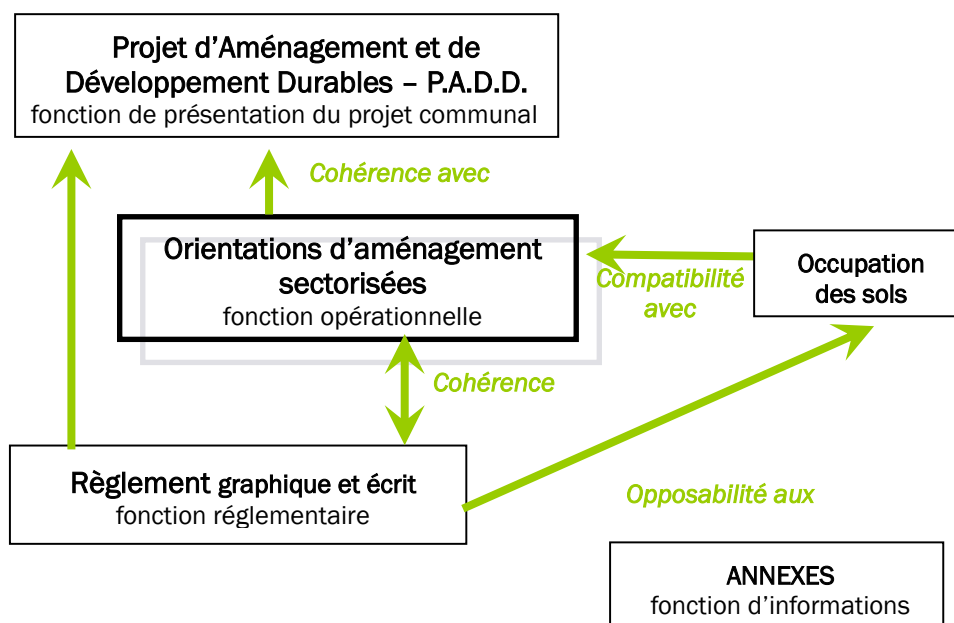 Projet d’Aménagement et de
Développement Durables – P.A.D.D.
fonction de présentation du projet communal
Cohérence avec
Orientations d’aménagement
sectorisées
fonction opérationnelle
Compatibilité
avec
Occupation
des sols
Cohérence
Règlement graphique et écrit
fonction réglementaire
Opposabilité aux
ANNEXES
fonction d’informations